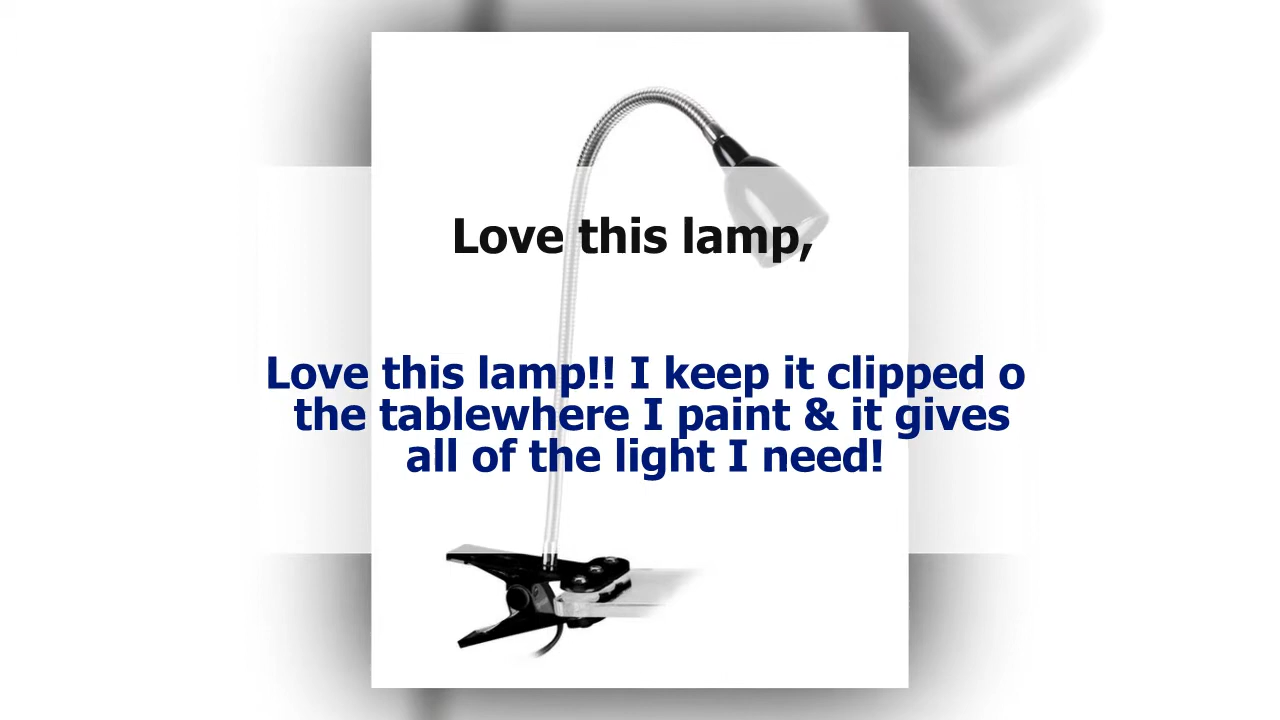 Love this lamp,
Love this lamp!! I keep it clipped o
the tablewhere I paint & it gives
all of the light I need!